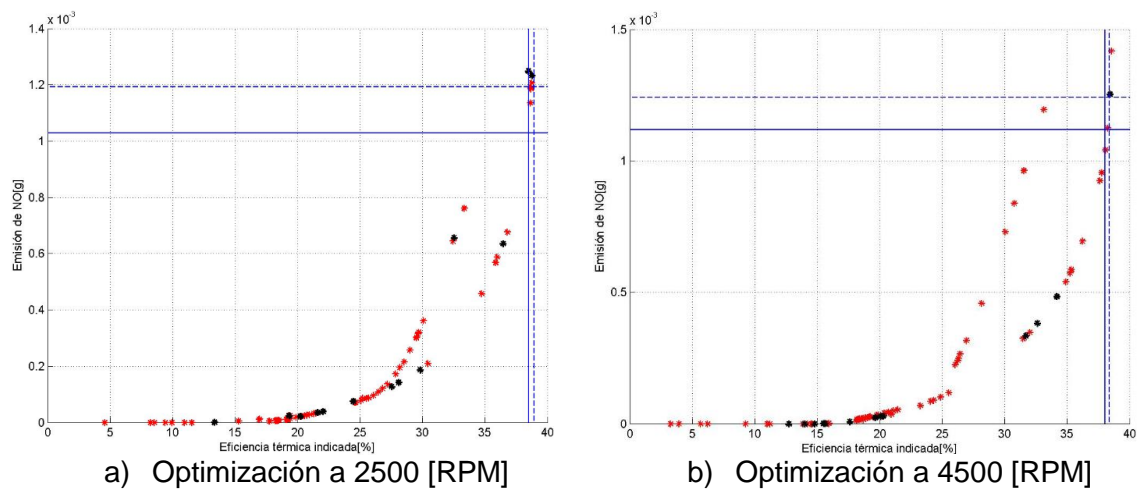 x 10⁻³
1.4
1.2
1
0.8
0.6
0.4
0.2
0
Emisión de NO[g]
0 5 10 15 20 25 30 35 40
Eficiencia térmica indicada[%]
a) Optimización a 2500 [RPM]
x 10⁻³
1.5
1
0.5
0
Emisión de NO[g]
0 5 10 15 20 25 30 35 40
Eficiencia térmica indicada[%]
b) Optimización a 4500 [RPM]